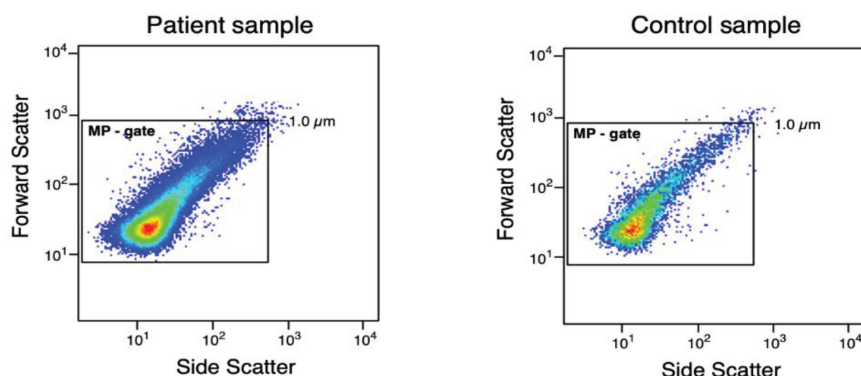 Patient sample
10⁴
10³
10²
10¹
Forward Scatter
MP - gate
1.0 µm
10¹ 10² 10³ 10⁴
Side Scatter
Control sample
10⁴
10³
10²
10¹
Forward Scatter
MP - gate
1.0 µm
10¹ 10² 10³ 10⁴
Side Scatter